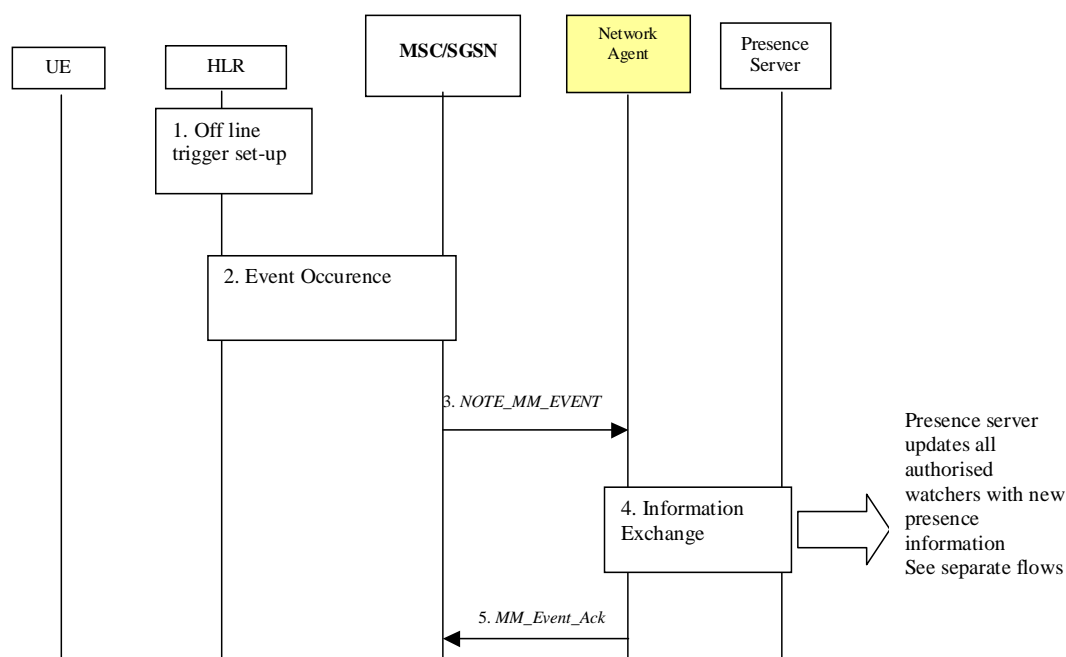 UE
HLR
MSC/SGSN
Network
Agent
Presence
Server
1. Off line
trigger set-up
2. Event Occurence
3. NOTE_MM_EVENT
4. Information
Exchange
Presence server
updates all
authorised
watchers with new
presence
information
See separate flows
5. MM_Event_Ack